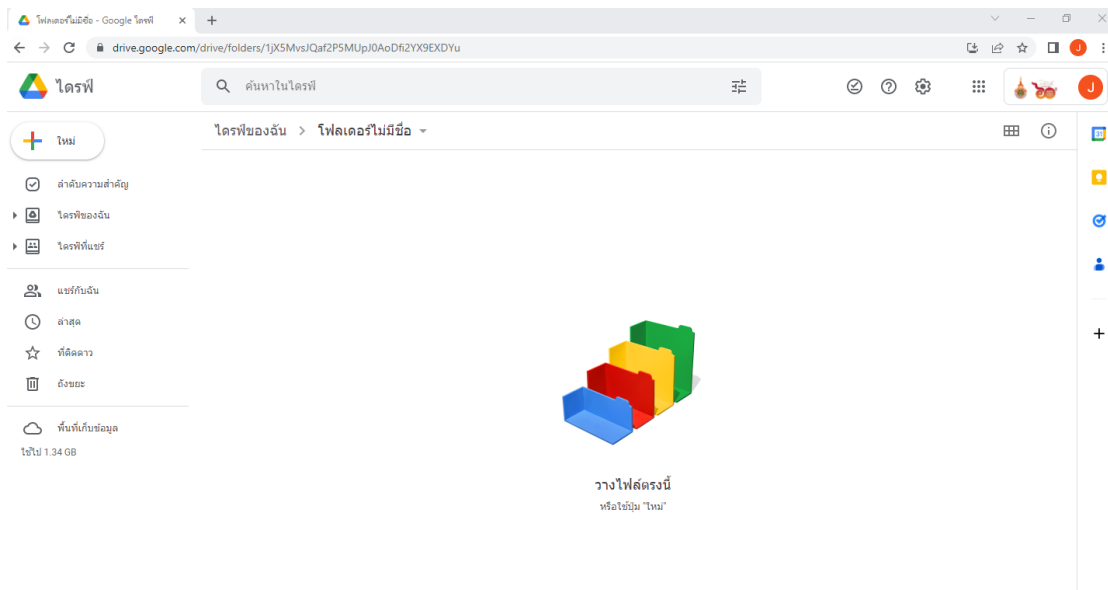 โฟลเดอร์ไม่มีชื่อ - Google ไดรฟ์
drive.google.com/drive/folders/1jX5MvsJQaf2P5MUpJ0AoDfi2YX9EXDYu
J
ไดรฟ์
ค้นหาในไดรฟ์
J
ใหม่
ไดรฟ์ของฉัน > โฟลเดอร์ไม่มีชื่อ
31
ลำดับความสำคัญ
ไดรฟ์ของฉัน
ไดรฟ์ที่แชร์
แชร์กับฉัน
ล่าสุด
ที่ติดดาว
ถังขยะ
พื้นที่เก็บข้อมูล
ใช้ไป 1.34 GB
วางไฟล์ตรงนี้
หรือใช้ปุ่ม "ใหม่"